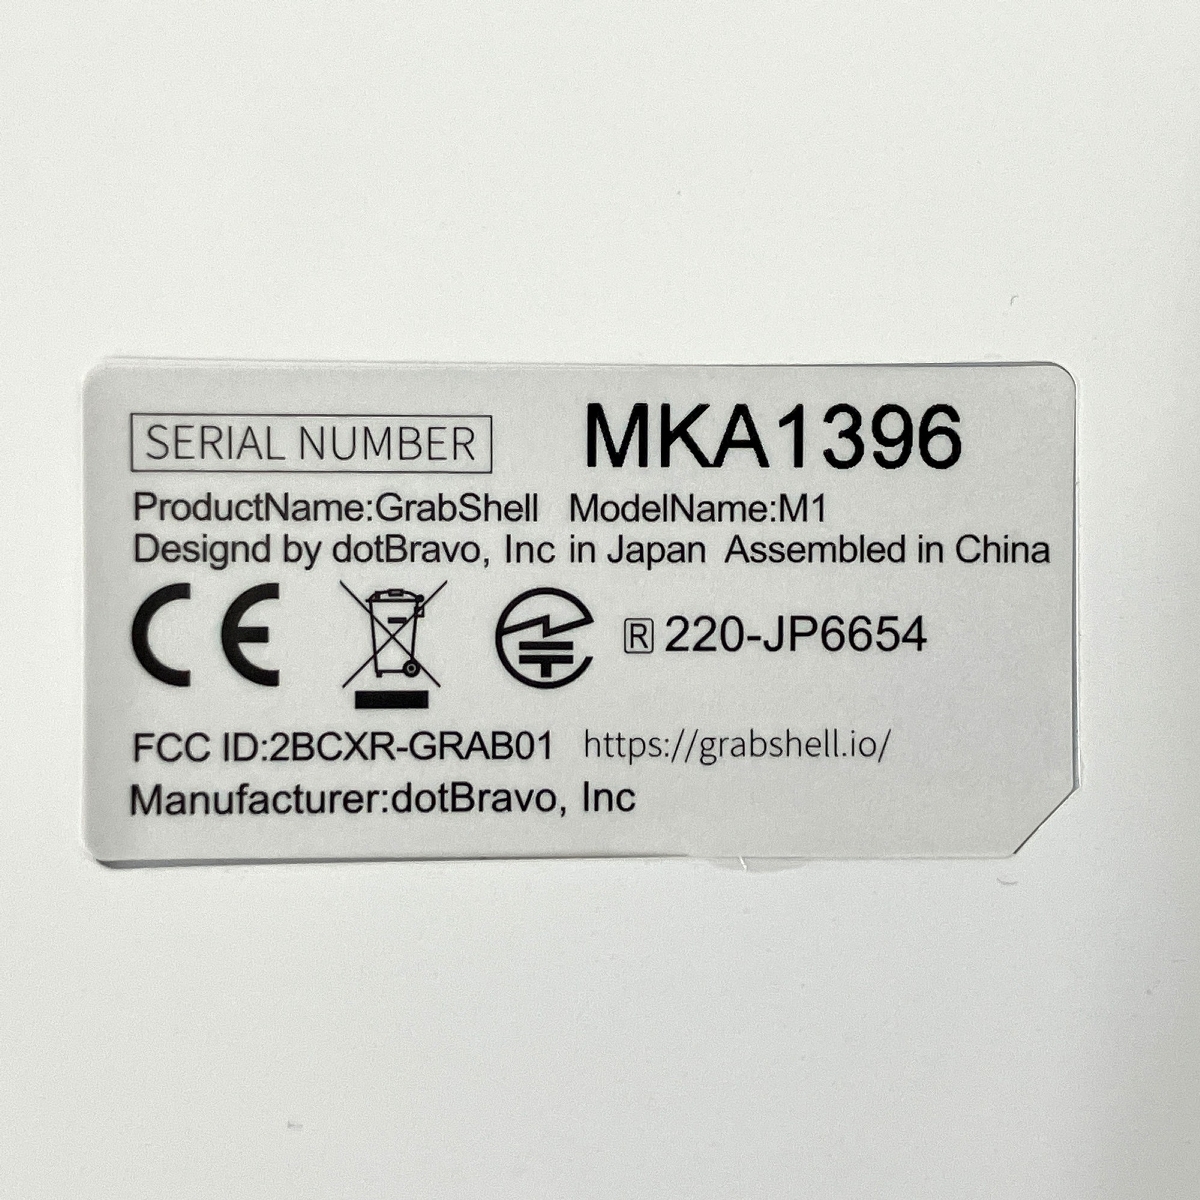 SERIAL NUMBER MKA1396
ProductName:GrabShell ModelName:M1
Designd by dotBravo, Inc in Japan Assembled in China
CE R 220-JP6654
FCC ID:2BCXR-GRAB01 https://grabshell.io/
Manufacturer:dotBravo, Inc